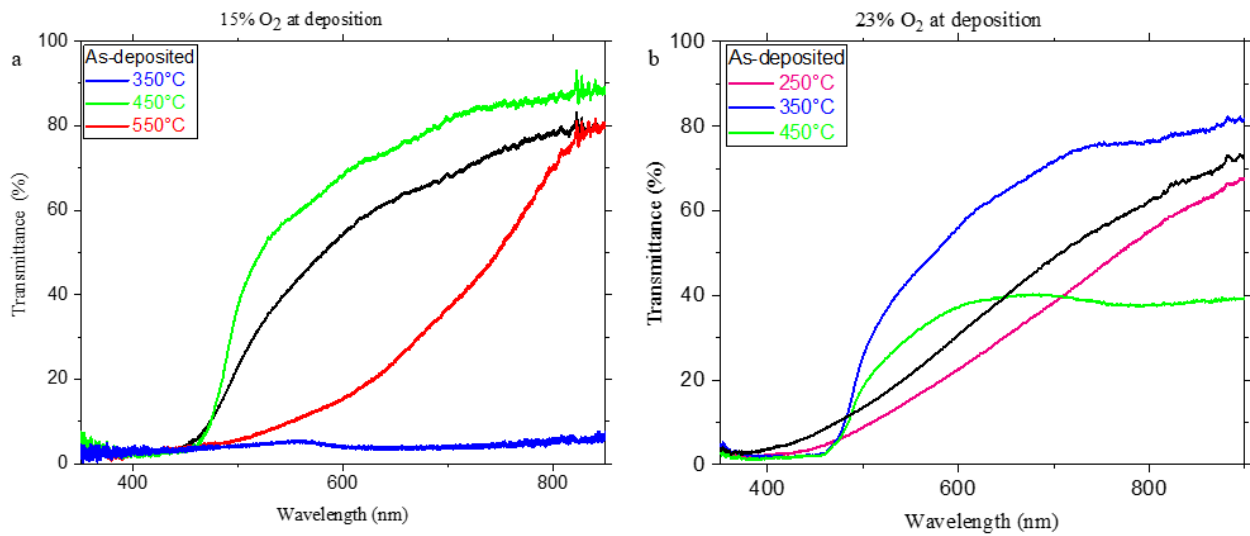 15% O₂ at deposition
a
100
80
60
40
20
0
Transmittance (%)
As-deposited
350°C
450°C
550°C
400
600
800
Wavelength (nm)
23% O₂ at deposition
b
100
80
60
40
20
0
Transmittance (%)
As-deposited
250°C
350°C
450°C
400
600
800
Wavelength (nm)